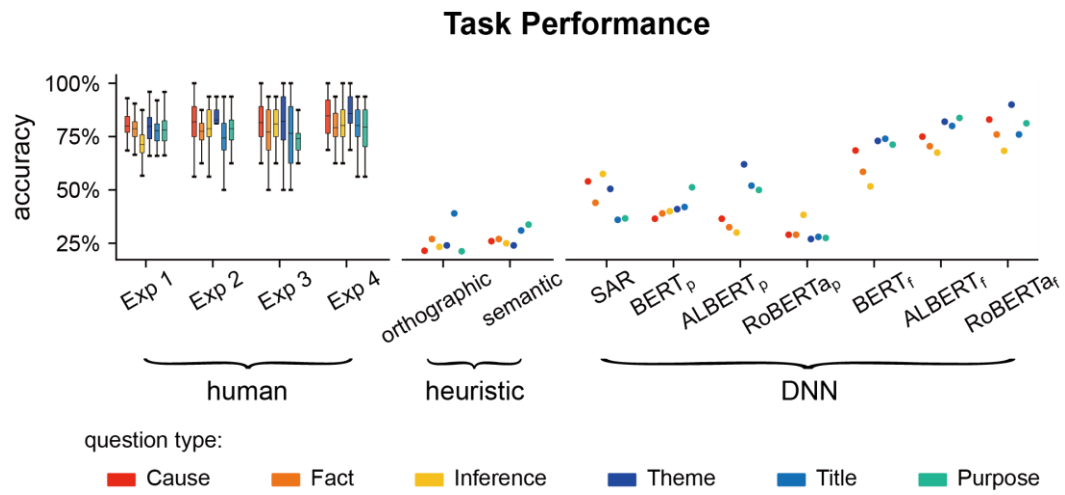 Task Performance
100%
75%
50%
25%
accuracy
Exp 1
Exp 2
Exp 3
Exp 4
orthographic
semantic
SAR
BERTp
ALBERTp
RoBERTap
BERTf
ALBERTf
RoBERTaf
human
heuristic
DNN
question type:
Cause Fact Inference Theme Title Purpose